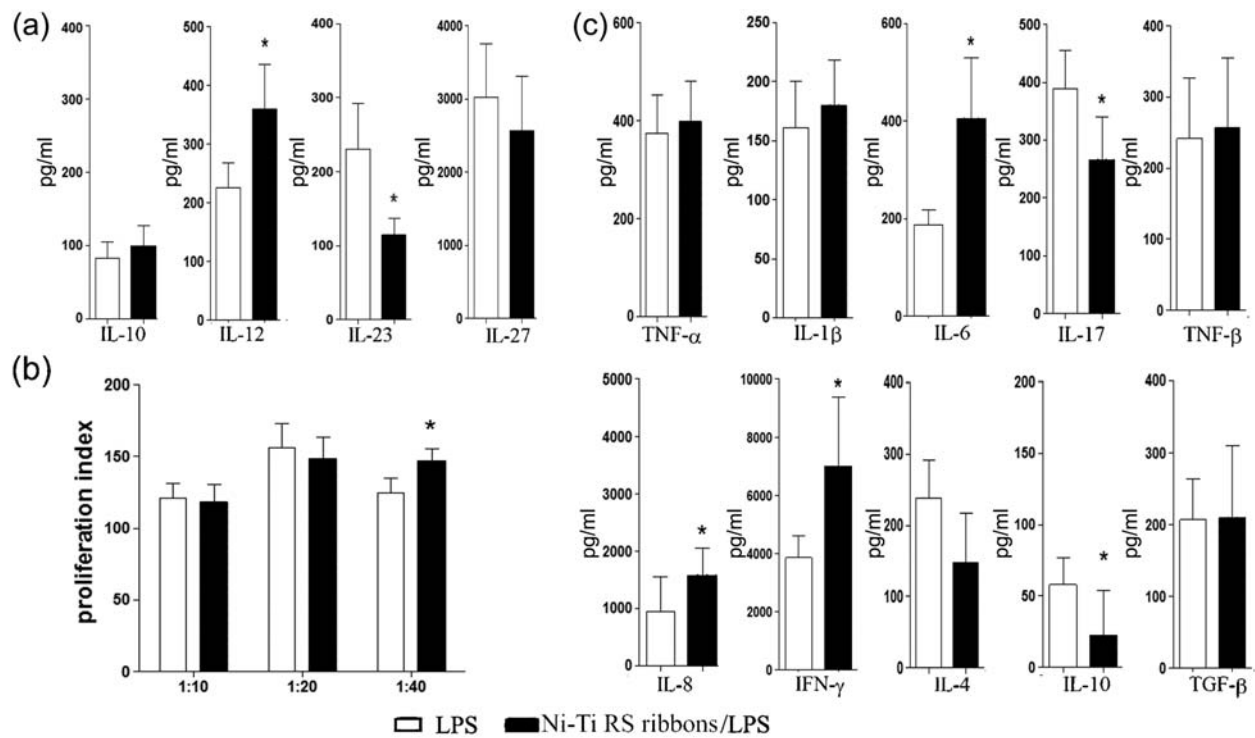 (a)
400
300
200
100
0
pg/ml
IL-10
500
400
300
200
100
0
pg/ml
*
IL-12
400
300
200
100
0
pg/ml
*
IL-23
4000
3000
2000
1000
0
pg/ml
IL-27
(b)
200
150
100
50
0
proliferation index
*
1:10
1:20
1:40
(c)
600
400
200
0
pg/ml
TNF-α
250
200
150
100
50
0
pg/ml
IL-1β
600
400
200
0
pg/ml
*
IL-6
500
400
300
200
100
0
pg/ml
*
IL-17
400
300
200
100
0
pg/ml
TNF-β
5000
4000
3000
2000
1000
0
pg/ml
*
IL-8
10000
8000
6000
4000
2000
0
pg/ml
*
IFN-γ
400
300
200
100
0
pg/ml
IL-4
200
150
100
50
0
pg/ml
*
IL-10
400
300
200
100
0
pg/ml
TGF-β
LPS
Ni-Ti RS ribbons/LPS